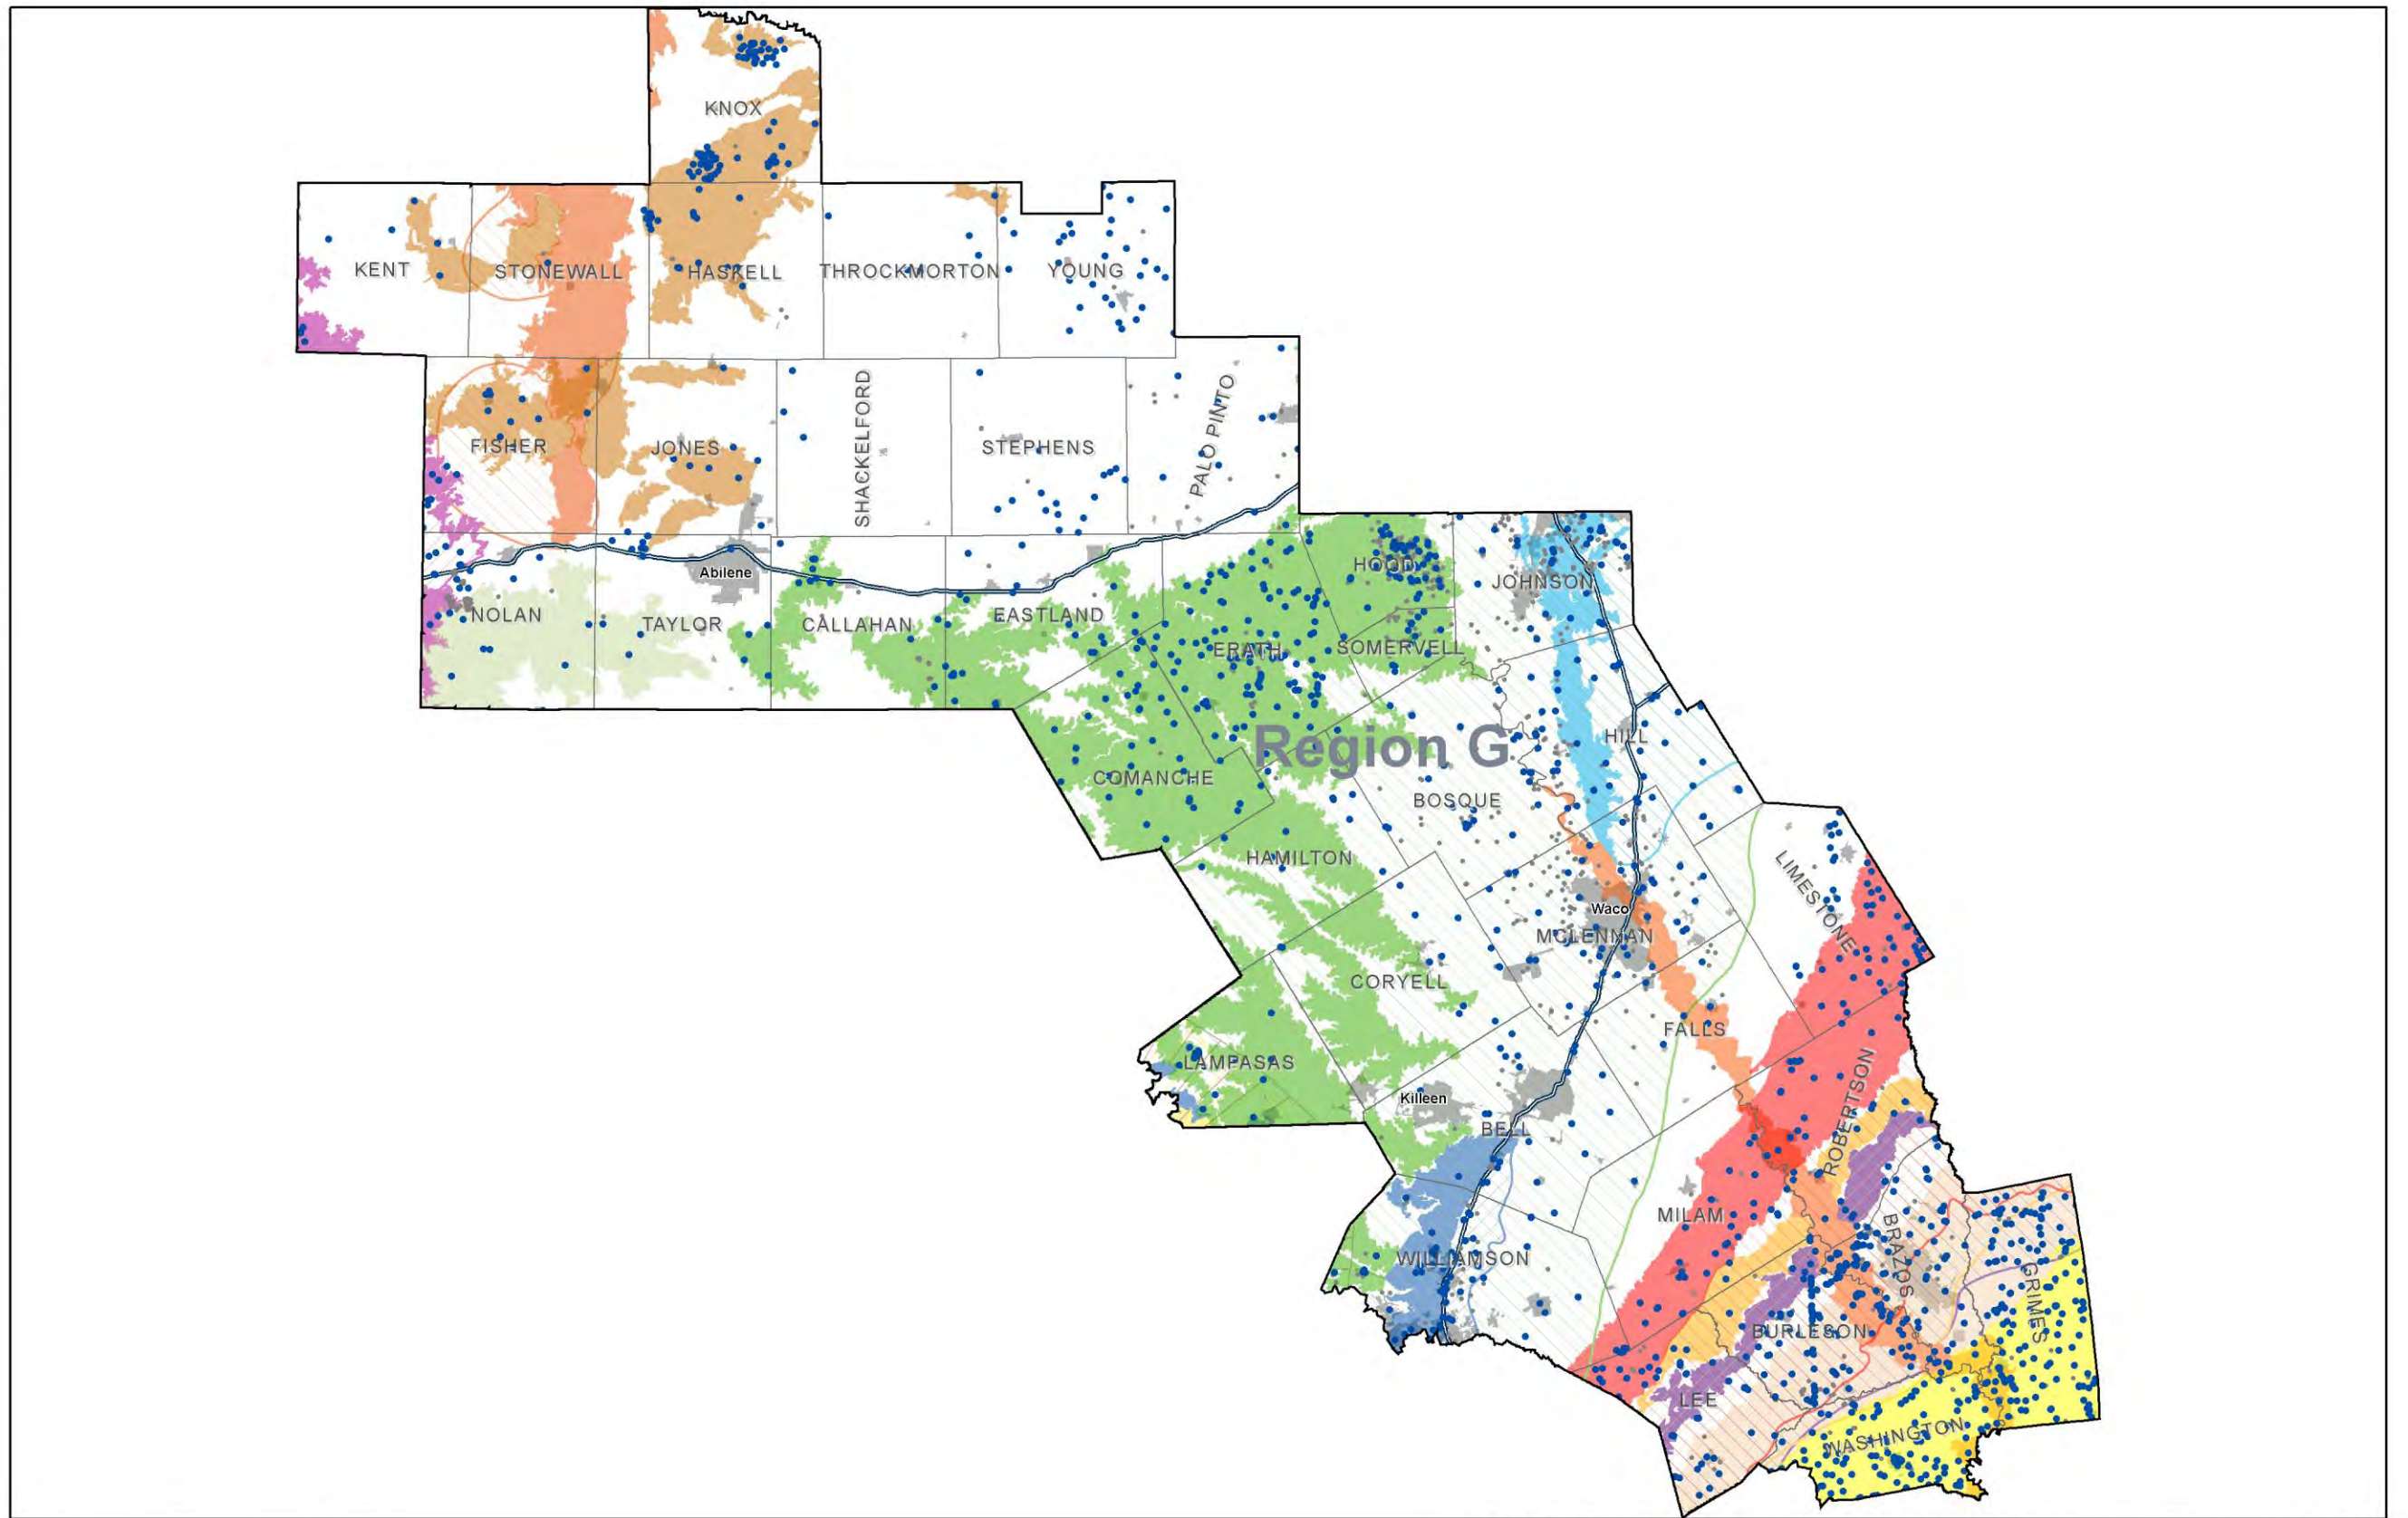 KNOX
KENT
STONEWALL
HASKELL
THROCKMORTON
YOUNG
FISHER
JONES
SHACKELFORD
STEPHENS
PALO PINTO
Abilene
NOLAN
TAYLOR
CALLAHAN
EASTLAND
HOOD
JOHNSON
ERATH
SOMERVELL
Region G
HILL
COMANCHE
BOSQUE
HAMILTON
LIMESTONE
Waco
MCLENNAN
CORYELL
FALLS
LAMPASAS
Killeen
BELL
ROBERTSON
MILAM
BRAZOS
WILLIAMSON
GRIMES
BURLESON
LEE
WASHINGTON